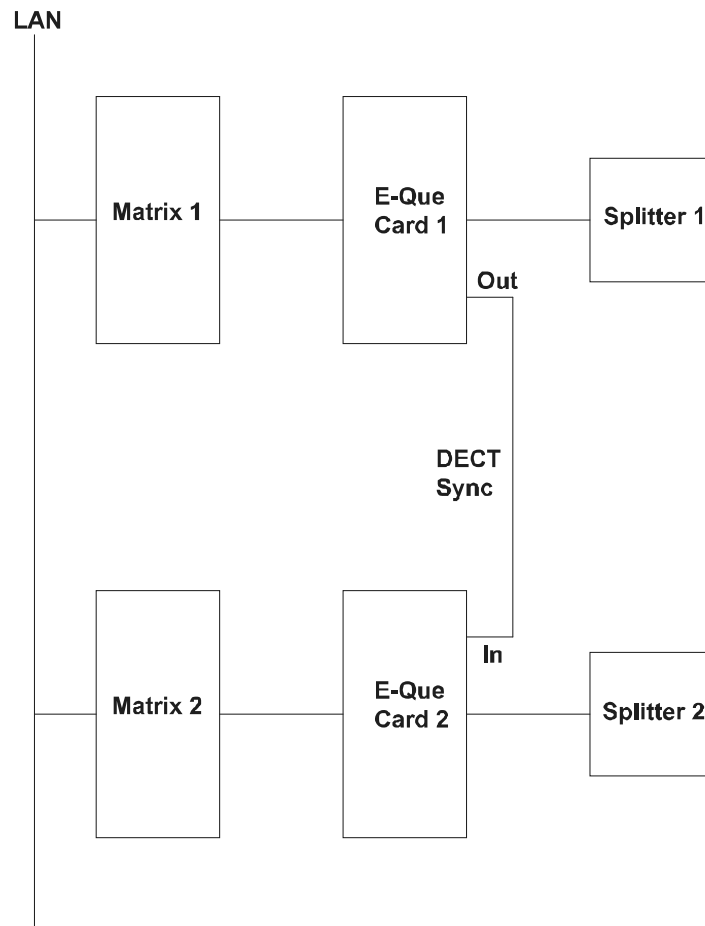 LAN
Matrix 1
E-Que
Card 1
Splitter 1
Out
DECT
Sync
In
Matrix 2
E-Que
Card 2
Splitter 2